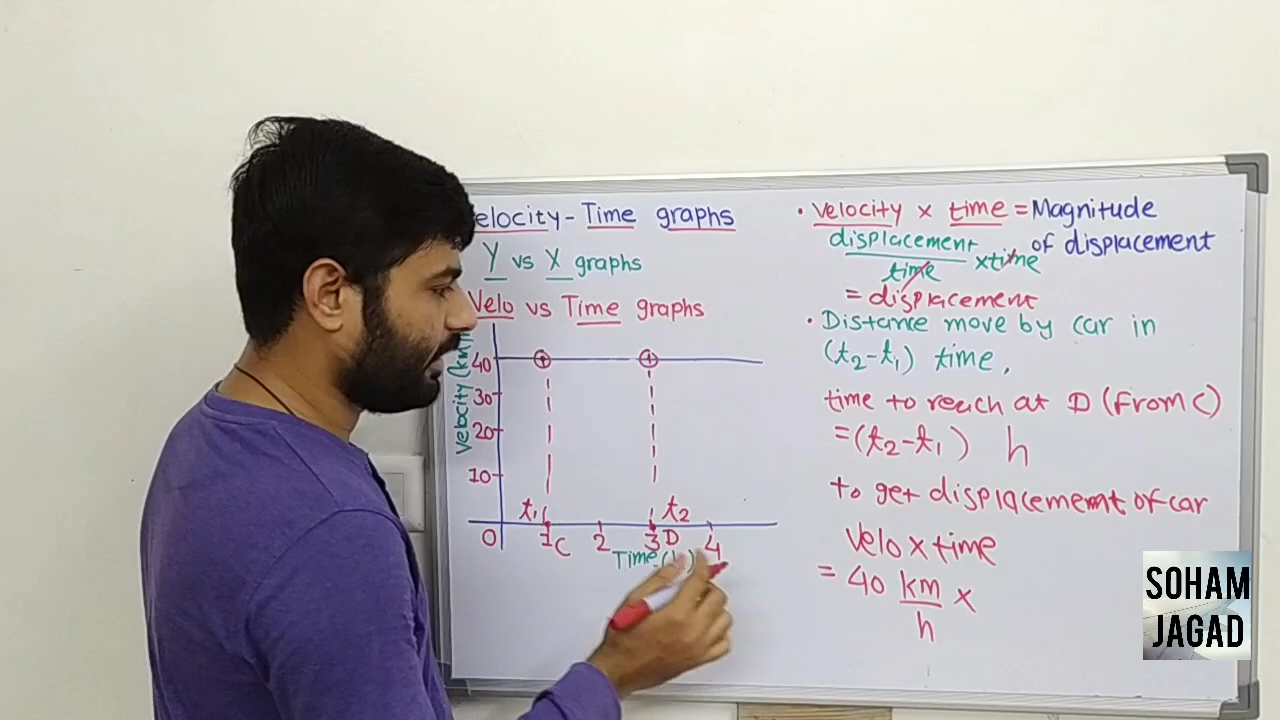 elocity-Time graphs
Y vs X graphs
Velo vs Time graphs
Velocity (km/
40
30
20
10
0
t1
t2
1 C 2 3 D 4
Time
• Velocity x time = Magnitude
of displacement
displacement
time
x time
= displacement
• Distance move by car in
(t2-t1) time,
time to reach at D (From C)
= (t2-t1) h
to get displacement of car
Velo x time
= 40 km x
h
SOHAM
JAGAD